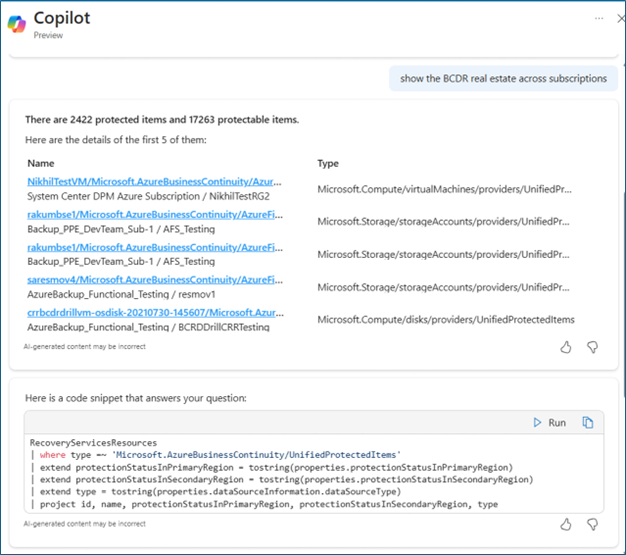 Copilot
Preview
show the BCDR real estate across subscriptions
There are 2422 protected items and 17263 protectable items.
Here are the details of the first 5 of them:
Name Type
NikhilTestVM/Microsoft.AzureBusinessContinuity/Azur...
System Center DPM Azure Subscription / NikhilTestRG2
Microsoft.Compute/virtualMachines/providers/UnifiedPr...
rakumbse1/Microsoft.AzureBusinessContinuity/AzureFi...
Backup_PPE_DevTeam_Sub-1 / AFS_Testing
Microsoft.Storage/storageAccounts/providers/UnifiedPr...
rakumbse1/Microsoft.AzureBusinessContinuity/AzureFi...
Backup_PPE_DevTeam_Sub-1 / AFS_Testing
Microsoft.Storage/storageAccounts/providers/UnifiedPr...
saresmov4/Microsoft.AzureBusinessContinuity/AzureFi...
AzureBackup_Functional_Testing / resmov1
Microsoft.Storage/storageAccounts/providers/UnifiedPr...
crrbcdrdrillvm-osdisk-20210730-145607/Microsoft.Azur...
AzureBackup_Functional_Testing / BCRDDrillCRRTesting
Microsoft.Compute/disks/providers/UnifiedProtectedItems
AI-generated content may be incorrect
Here is a code snippet that answers your question:
Run
RecoveryServicesResources
| where type =~ 'Microsoft.AzureBusinessContinuity/UnifiedProtectedItems'
| extend protectionStatusInPrimaryRegion = tostring(properties.protectionStatusInPrimaryRegion)
| extend protectionStatusInSecondaryRegion = tostring(properties.protectionStatusInSecondaryRegion)
| extend type = tostring(properties.dataSourceInformation.dataSourceType)
| project id, name, protectionStatusInPrimaryRegion, protectionStatusInSecondaryRegion, type
AI-generated content may be incorrect